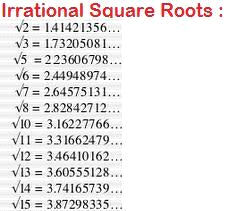 Irrational Square Roots :
√2 = 1.41421356…
√3 = 1.73205081…
√5 = 2.23606798…
√6 = 2.44948974…
√7 = 2.64575131…
√8 = 2.82842712…
√10 = 3.16227766…
√11 = 3.31662479…
√12 = 3.46410162…
√13 = 3.60555128…
√14 = 3.74165739…
√15 = 3.87298335…